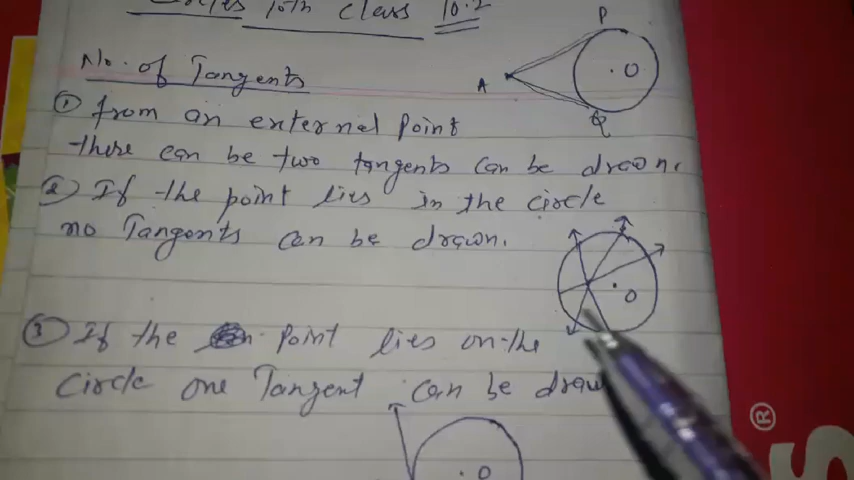 Circles 10th Class 10.2
No. of Tangents
P
A
O
Q
① from an external point
there can be two tangents can be drawn.
② If the point lies in the circle
no Tangents can be drawn.
O
③ If the point lies on the
Circle one Tangent can be draw
O
®
S